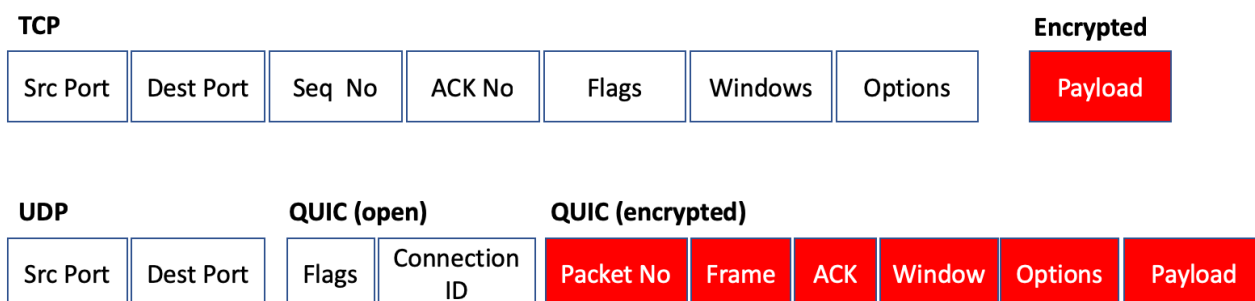 TCP
Encrypted
Src Port Dest Port Seq No ACK No Flags Windows Options Payload
UDP
QUIC (open)
QUIC (encrypted)
Src Port Dest Port Flags Connection ID Packet No Frame ACK Window Options Payload